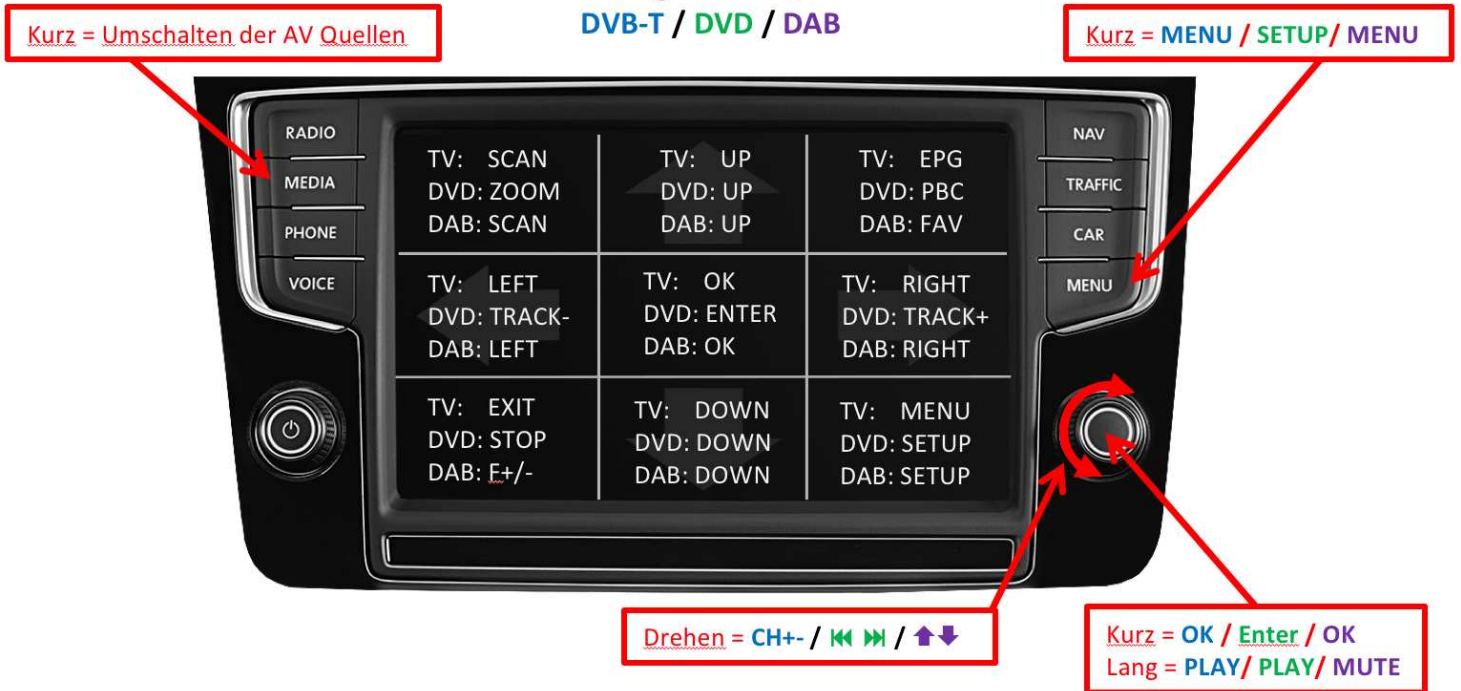 DVB-T / DVD / DAB
Kurz = Umschalten der AV Quellen
Kurz = MENU / SETUP/ MENU
RADIO
MEDIA
PHONE
VOICE
NAV
TRAFFIC
CAR
MENU
TV: SCAN
DVD: ZOOM
DAB: SCAN
TV: UP
DVD: UP
DAB: UP
TV: EPG
DVD: PBC
DAB: FAV
TV: LEFT
DVD: TRACK-
DAB: LEFT
TV: OK
DVD: ENTER
DAB: OK
TV: RIGHT
DVD: TRACK+
DAB: RIGHT
TV: EXIT
DVD: STOP
DAB: F+/-
TV: DOWN
DVD: DOWN
DAB: DOWN
TV: MENU
DVD: SETUP
DAB: SETUP
Drehen = CH+- / ⏮ ⏭ / ⬆⬇
Kurz = OK / Enter / OK
Lang = PLAY/ PLAY/ MUTE